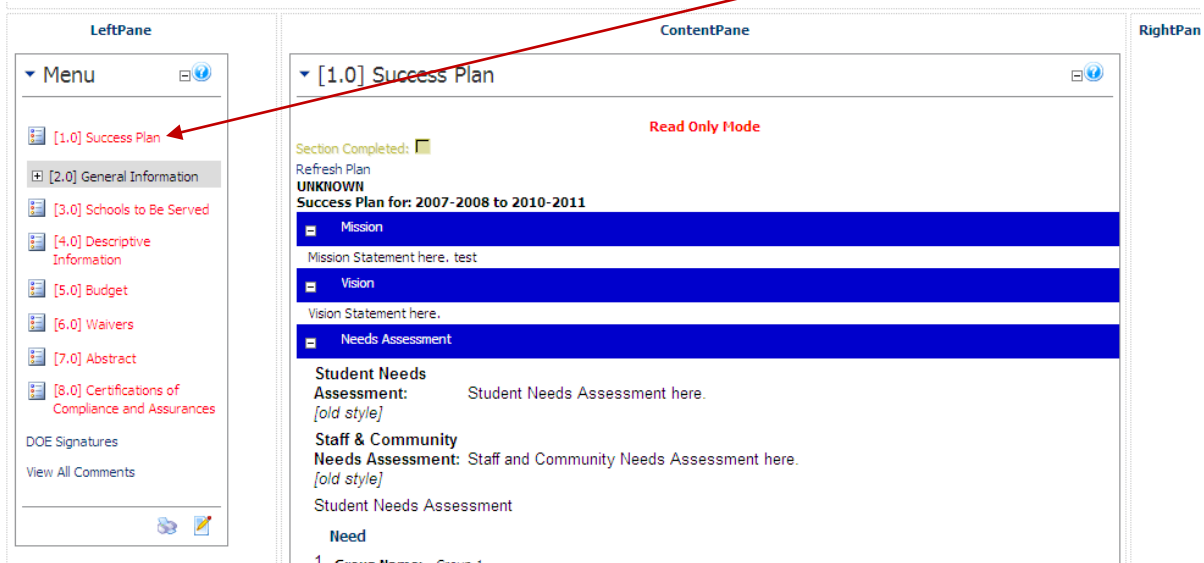 LeftPane
ContentPane
RightPan
Menu
[1.0] Success Plan
[2.0] General Information
[3.0] Schools to Be Served
[4.0] Descriptive
Information
[5.0] Budget
[6.0] Waivers
[7.0] Abstract
[8.0] Certifications of
Compliance and Assurances
DOE Signatures
View All Comments
[1.0] Success Plan
Read Only Mode
Section Completed:
Refresh Plan
UNKNOWN
Success Plan for: 2007-2008 to 2010-2011
Mission
Mission Statement here. test
Vision
Vision Statement here.
Needs Assessment
Student Needs
Assessment: Student Needs Assessment here.
[old style]
Staff & Community
Needs Assessment: Staff and Community Needs Assessment here.
[old style]
Student Needs Assessment
Need
1. Group Name: Group 1